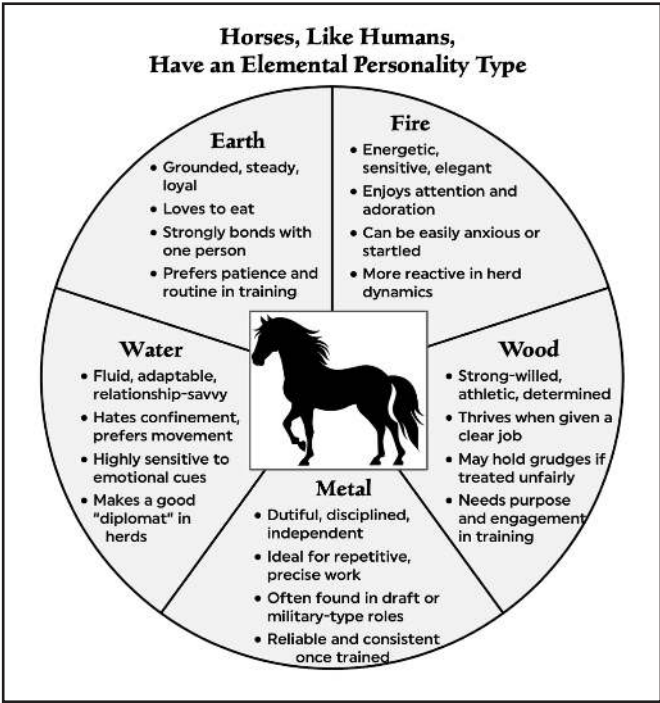 Horses, Like Humans,
Have an Elemental Personality Type
Earth
• Grounded, steady,
loyal
• Loves to eat
• Strongly bonds with
one person
• Prefers patience and
routine in training
Fire
• Energetic,
sensitive, elegant
• Enjoys attention and
adoration
• Can be easily anxious or
startled
• More reactive in herd
dynamics
Water
• Fluid, adaptable,
relationship-savvy
• Hates confinement,
prefers movement
• Highly sensitive to
emotional cues
• Makes a good
"diplomat" in
herds
Wood
• Strong-willed,
athletic, determined
• Thrives when given a
clear job
• May hold grudges if
treated unfairly
• Needs purpose
and engagement
in training
Metal
• Dutiful, disciplined,
independent
• Ideal for repetitive,
precise work
• Often found in draft or
military-type roles
• Reliable and consistent
once trained